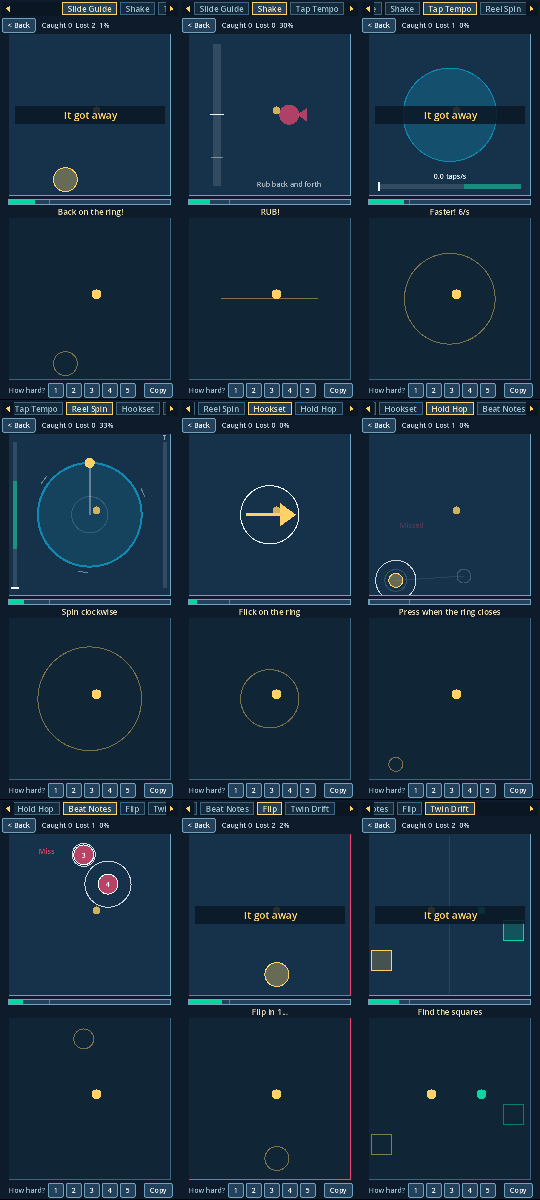 Slide Guide Shake
< Back Caught 0 Lost 2 1%
It got away
Back on the ring!
How hard? 1 2 3 4 5 Copy
Slide Guide Shake Tap Tempo
< Back Caught 0 Lost 0 30%
Rub back and forth
RUB!
How hard? 1 2 3 4 5 Copy
Shake Tap Tempo Reel Spin
< Back Caught 0 Lost 1 0%
It got away
0.0 taps/s
Faster! 6/s
How hard? 1 2 3 4 5 Copy
Tap Tempo Reel Spin Hookset
< Back Caught 0 Lost 0 33%
Spin clockwise
How hard? 1 2 3 4 5 Copy
Reel Spin Hookset Hold Hop
< Back Caught 0 Lost 0 0%
Flick on the ring
How hard? 1 2 3 4 5 Copy
Hookset Hold Hop Beat Notes
< Back Caught 0 Lost 1 0%
Missed
Press when the ring closes
How hard? 1 2 3 4 5 Copy
Hold Hop Beat Notes Flip Twi
< Back Caught 0 Lost 1 0%
Miss 3
4
How hard? 1 2 3 4 5 Copy
Beat Notes Flip Twin Drift
< Back Caught 0 Lost 2 2%
It got away
Flip in 1...
How hard? 1 2 3 4 5 Copy
otes Flip Twin Drift
< Back Caught 0 Lost 2 0%
It got away
Find the squares
How hard? 1 2 3 4 5 Copy